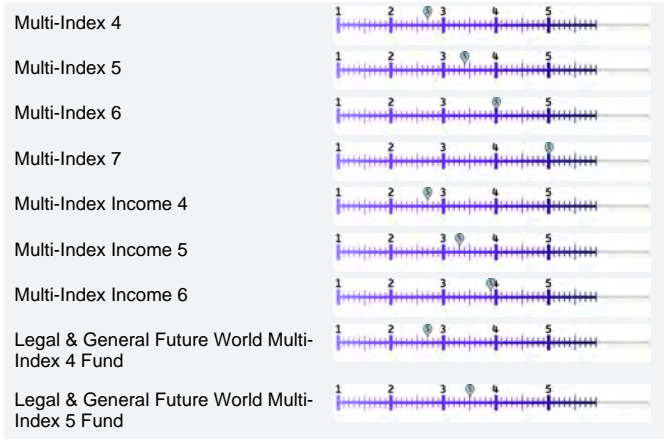 Multi-Index 4
1 2 3 4 5
Multi-Index 5
1 2 3 4 5
Multi-Index 6
1 2 3 4 5
Multi-Index 7
1 2 3 4 5
Multi-Index Income 4
1 2 3 4 5
Multi-Index Income 5
1 2 3 4 5
Multi-Index Income 6
1 2 3 4 5
Legal & General Future World Multi-
Index 4 Fund
1 2 3 4 5
Legal & General Future World Multi-
Index 5 Fund
1 2 3 4 5